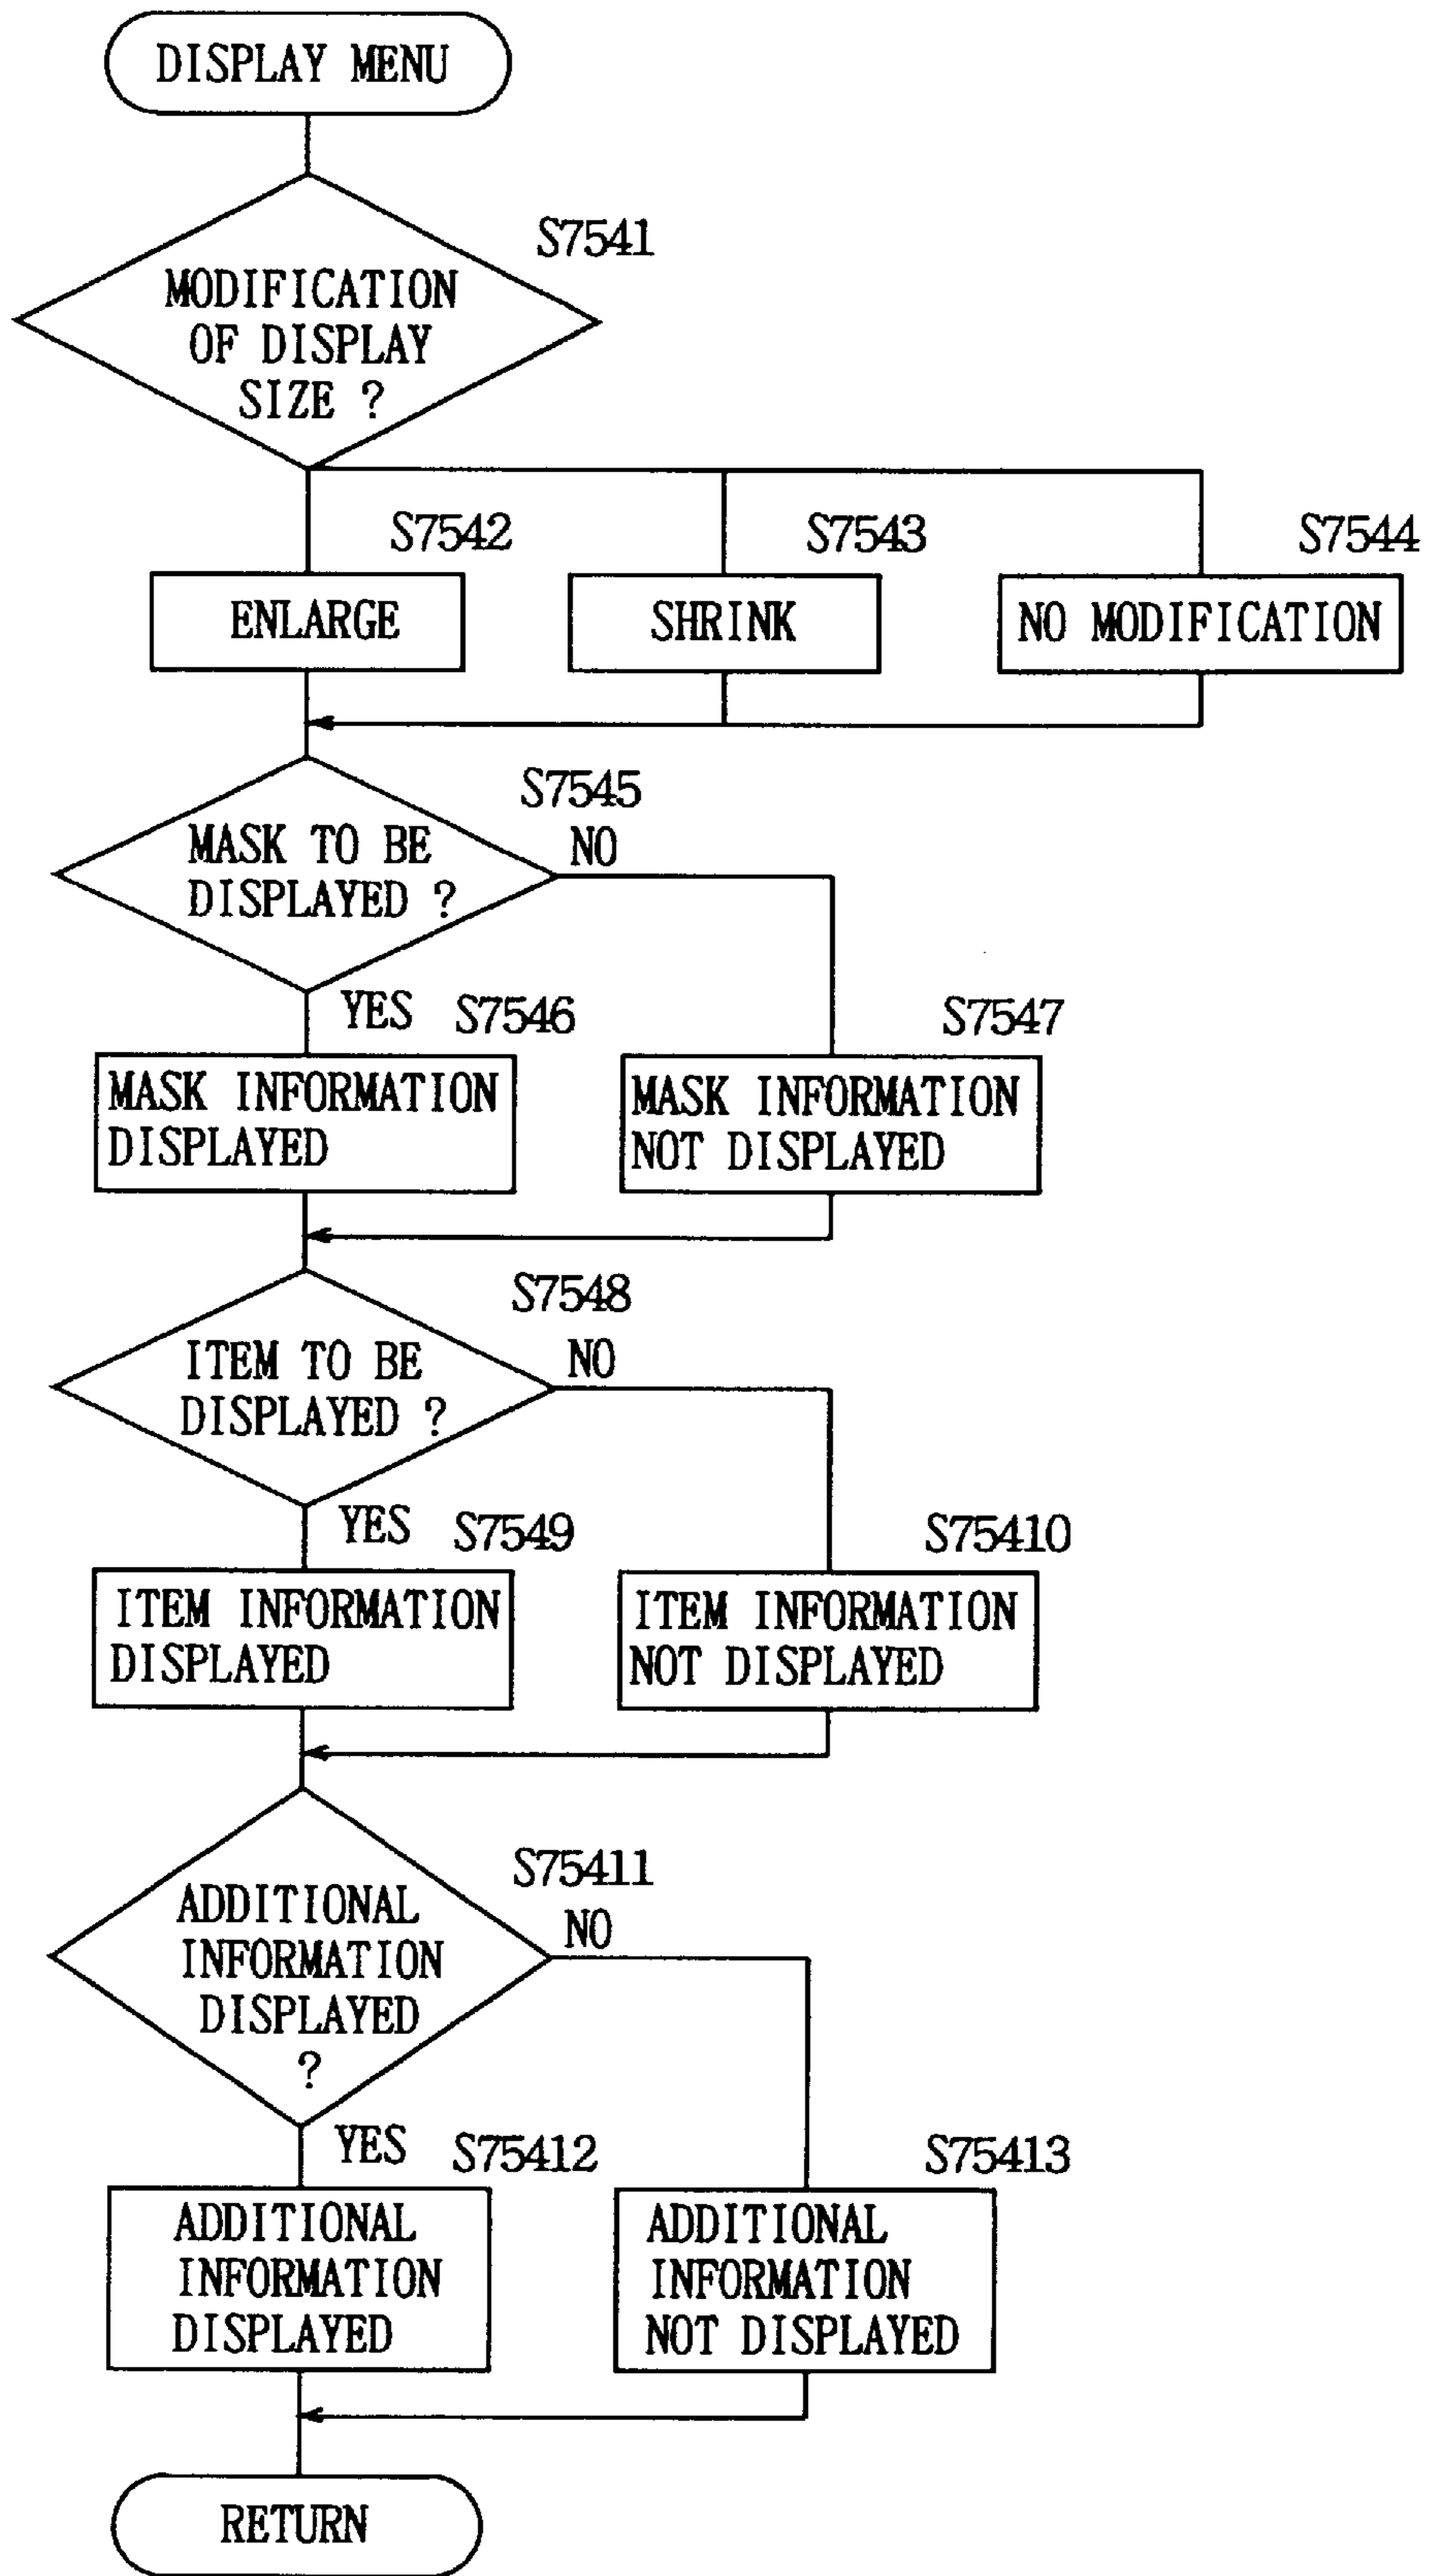 DISPLAY MENU
S7541
MODIFICATION
OF DISPLAY
SIZE ?
S7542
S7543
S7544
ENLARGE
SHRINK
NO MODIFICATION
S7545
MASK TO BE
DISPLAYED ?
NO
YES
S7546
S7547
MASK INFORMATION
DISPLAYED
MASK INFORMATION
NOT DISPLAYED
S7548
ITEM TO BE
DISPLAYED ?
NO
YES
S7549
S75410
ITEM INFORMATION
DISPLAYED
ITEM INFORMATION
NOT DISPLAYED
S75411
NO
ADDITIONAL
INFORMATION
DISPLAYED
?
YES
S75412
S75413
ADDITIONAL
INFORMATION
DISPLAYED
ADDITIONAL
INFORMATION
NOT DISPLAYED
RETURN